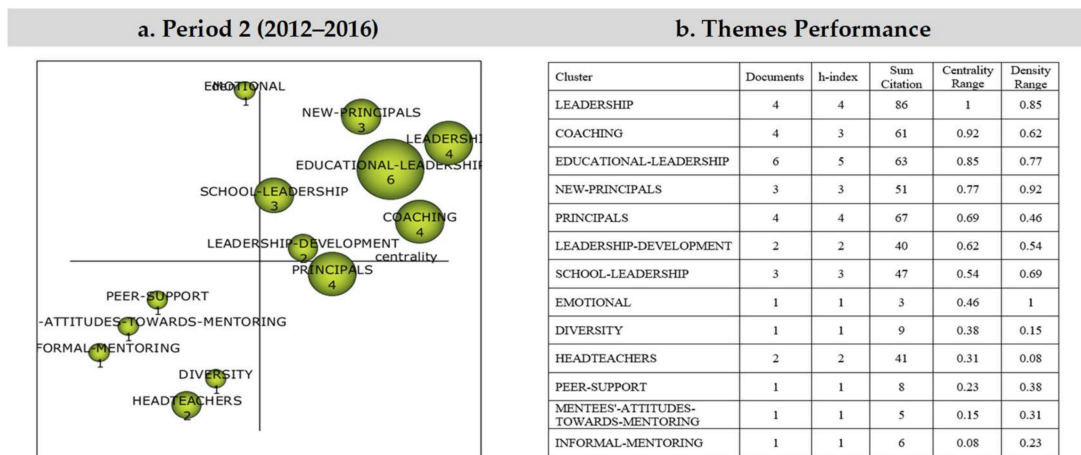 a. Period 2 (2012–2016)
b. Themes Performance
EMOTIONAL
1
NEW-PRINCIPALS
3
LEADERSHI
4
EDUCATIONAL-LEADERSHIP
6
SCHOOL-LEADERSHIP
3
COACHING
4
LEADERSHIP-DEVELOPMENT
2
centrality
PRINCIPALS
4
PEER-SUPPORT
1
-ATTITUDES-TOWARDS-MENTORING
1
FORMAL-MENTORING
1
DIVERSITY
1
HEADTEACHERS
2
Cluster Documents h-index Sum Citation Centrality Range Density Range
LEADERSHIP 4 4 86 1 0.85
COACHING 4 3 61 0.92 0.62
EDUCATIONAL-LEADERSHIP 6 5 63 0.85 0.77
NEW-PRINCIPALS 3 3 51 0.77 0.92
PRINCIPALS 4 4 67 0.69 0.46
LEADERSHIP-DEVELOPMENT 2 2 40 0.62 0.54
SCHOOL-LEADERSHIP 3 3 47 0.54 0.69
EMOTIONAL 1 1 3 0.46 1
DIVERSITY 1 1 9 0.38 0.15
HEADTEACHERS 2 2 41 0.31 0.08
PEER-SUPPORT 1 1 8 0.23 0.38
MENTEES'-ATTITUDES-
TOWARDS-MENTORING 1 1 5 0.15 0.31
INFORMAL-MENTORING 1 1 6 0.08 0.23